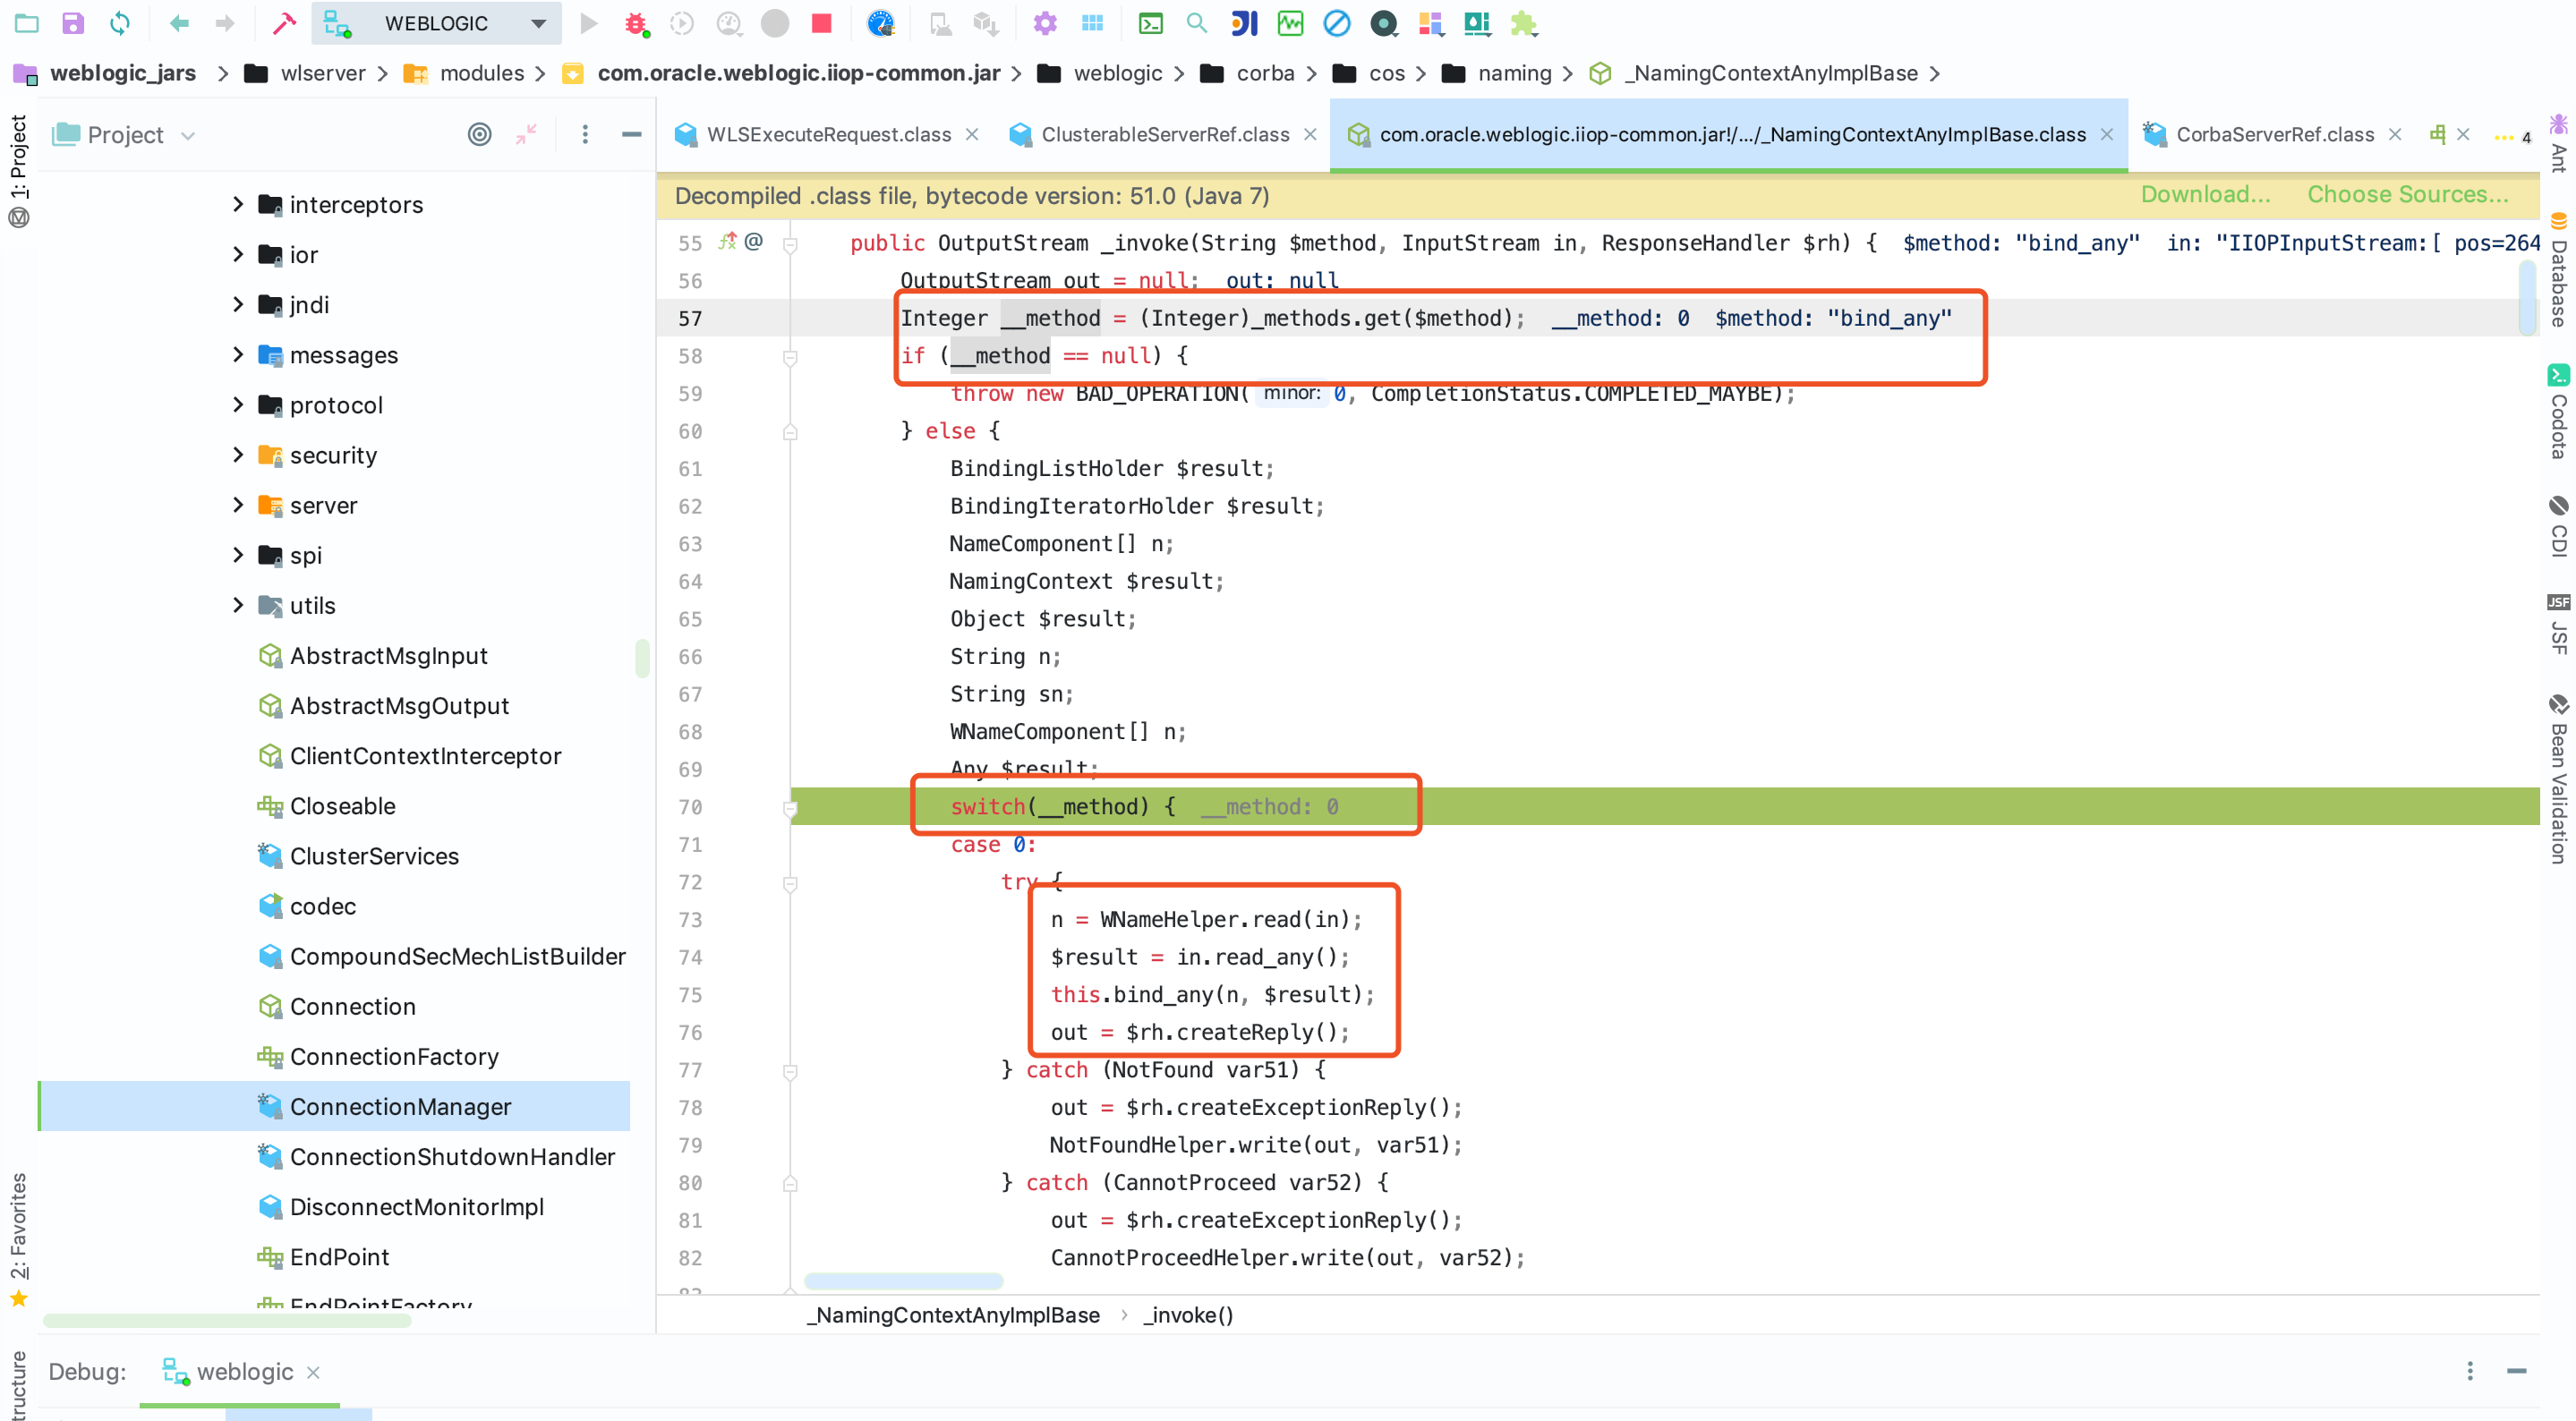 WEBLOGIC
weblogic_jars > wlserver > modules > com.oracle.weblogic.iiop-common.jar > weblogic > corba > cos > naming > _NamingContextAnyImplBase >
1: Project
Project
WLSExecuteRequest.class
ClusterableServerRef.class
com.oracle.weblogic.iiop-common.jar!/.../_NamingContextAnyImplBase.class
CorbaServerRef.class
4
Decompiled .class file, bytecode version: 51.0 (Java 7)
Download...
Choose Sources...
interceptors
ior
jndi
messages
protocol
security
server
spi
utils
AbstractMsgInput
AbstractMsgOutput
ClientContextInterceptor
Closeable
ClusterServices
codec
CompoundSecMechListBuilder
Connection
ConnectionFactory
ConnectionManager
ConnectionShutdownHandler
DisconnectMonitorImpl
EndPoint
EndPointFactory
55 @ public OutputStream _invoke(String $method, InputStream in, ResponseHandler $rh) { $method: "bind_any" in: "IIOPInputStream:[ pos=264
56 OutputStream out = null; out: null
57 Integer __method = (Integer)_methods.get($method); __method: 0 $method: "bind_any"
58 if (__method == null) {
59 throw new BAD_OPERATION( minor: 0, CompletionStatus.COMPLETED_MAYBE);
60 } else {
61 BindingListHolder $result;
62 BindingIteratorHolder $result;
63 NameComponent[] n;
64 NamingContext $result;
65 Object $result;
66 String n;
67 String sn;
68 WNameComponent[] n;
69 Any $result;
70 switch(__method) { __method: 0
71 case 0:
72 try {
73 n = WNameHelper.read(in);
74 $result = in.read_any();
75 this.bind_any(n, $result);
76 out = $rh.createReply();
77 } catch (NotFound var51) {
78 out = $rh.createExceptionReply();
79 NotFoundHelper.write(out, var51);
80 } catch (CannotProceed var52) {
81 out = $rh.createExceptionReply();
82 CannotProceedHelper.write(out, var52);
_NamingContextAnyImplBase > _invoke()
Ant
Database
Codota
CDI
JSF
JSF
Bean Validation
2: Favorites
Debug:
weblogic